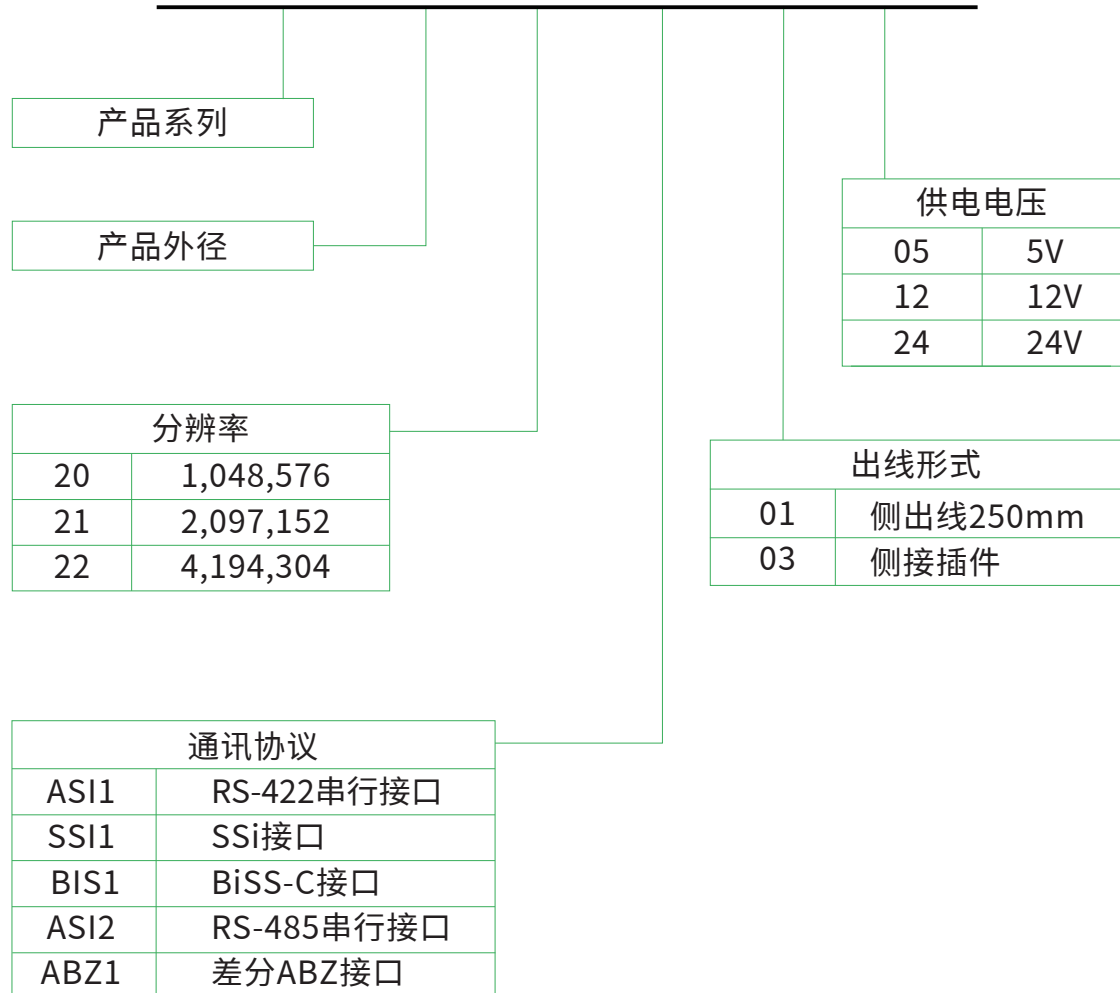 产品系列
产品外径
供电电压
05 5V
12 12V
24 24V
分辨率
20 1,048,576
21 2,097,152
22 4,194,304
出线形式
01 侧出线250mm
03 侧接插件
通讯协议
ASI1 RS-422串行接口
SSI1 SSi接口
BIS1 BiSS-C接口
ASI2 RS-485串行接口
ABZ1 差分ABZ接口